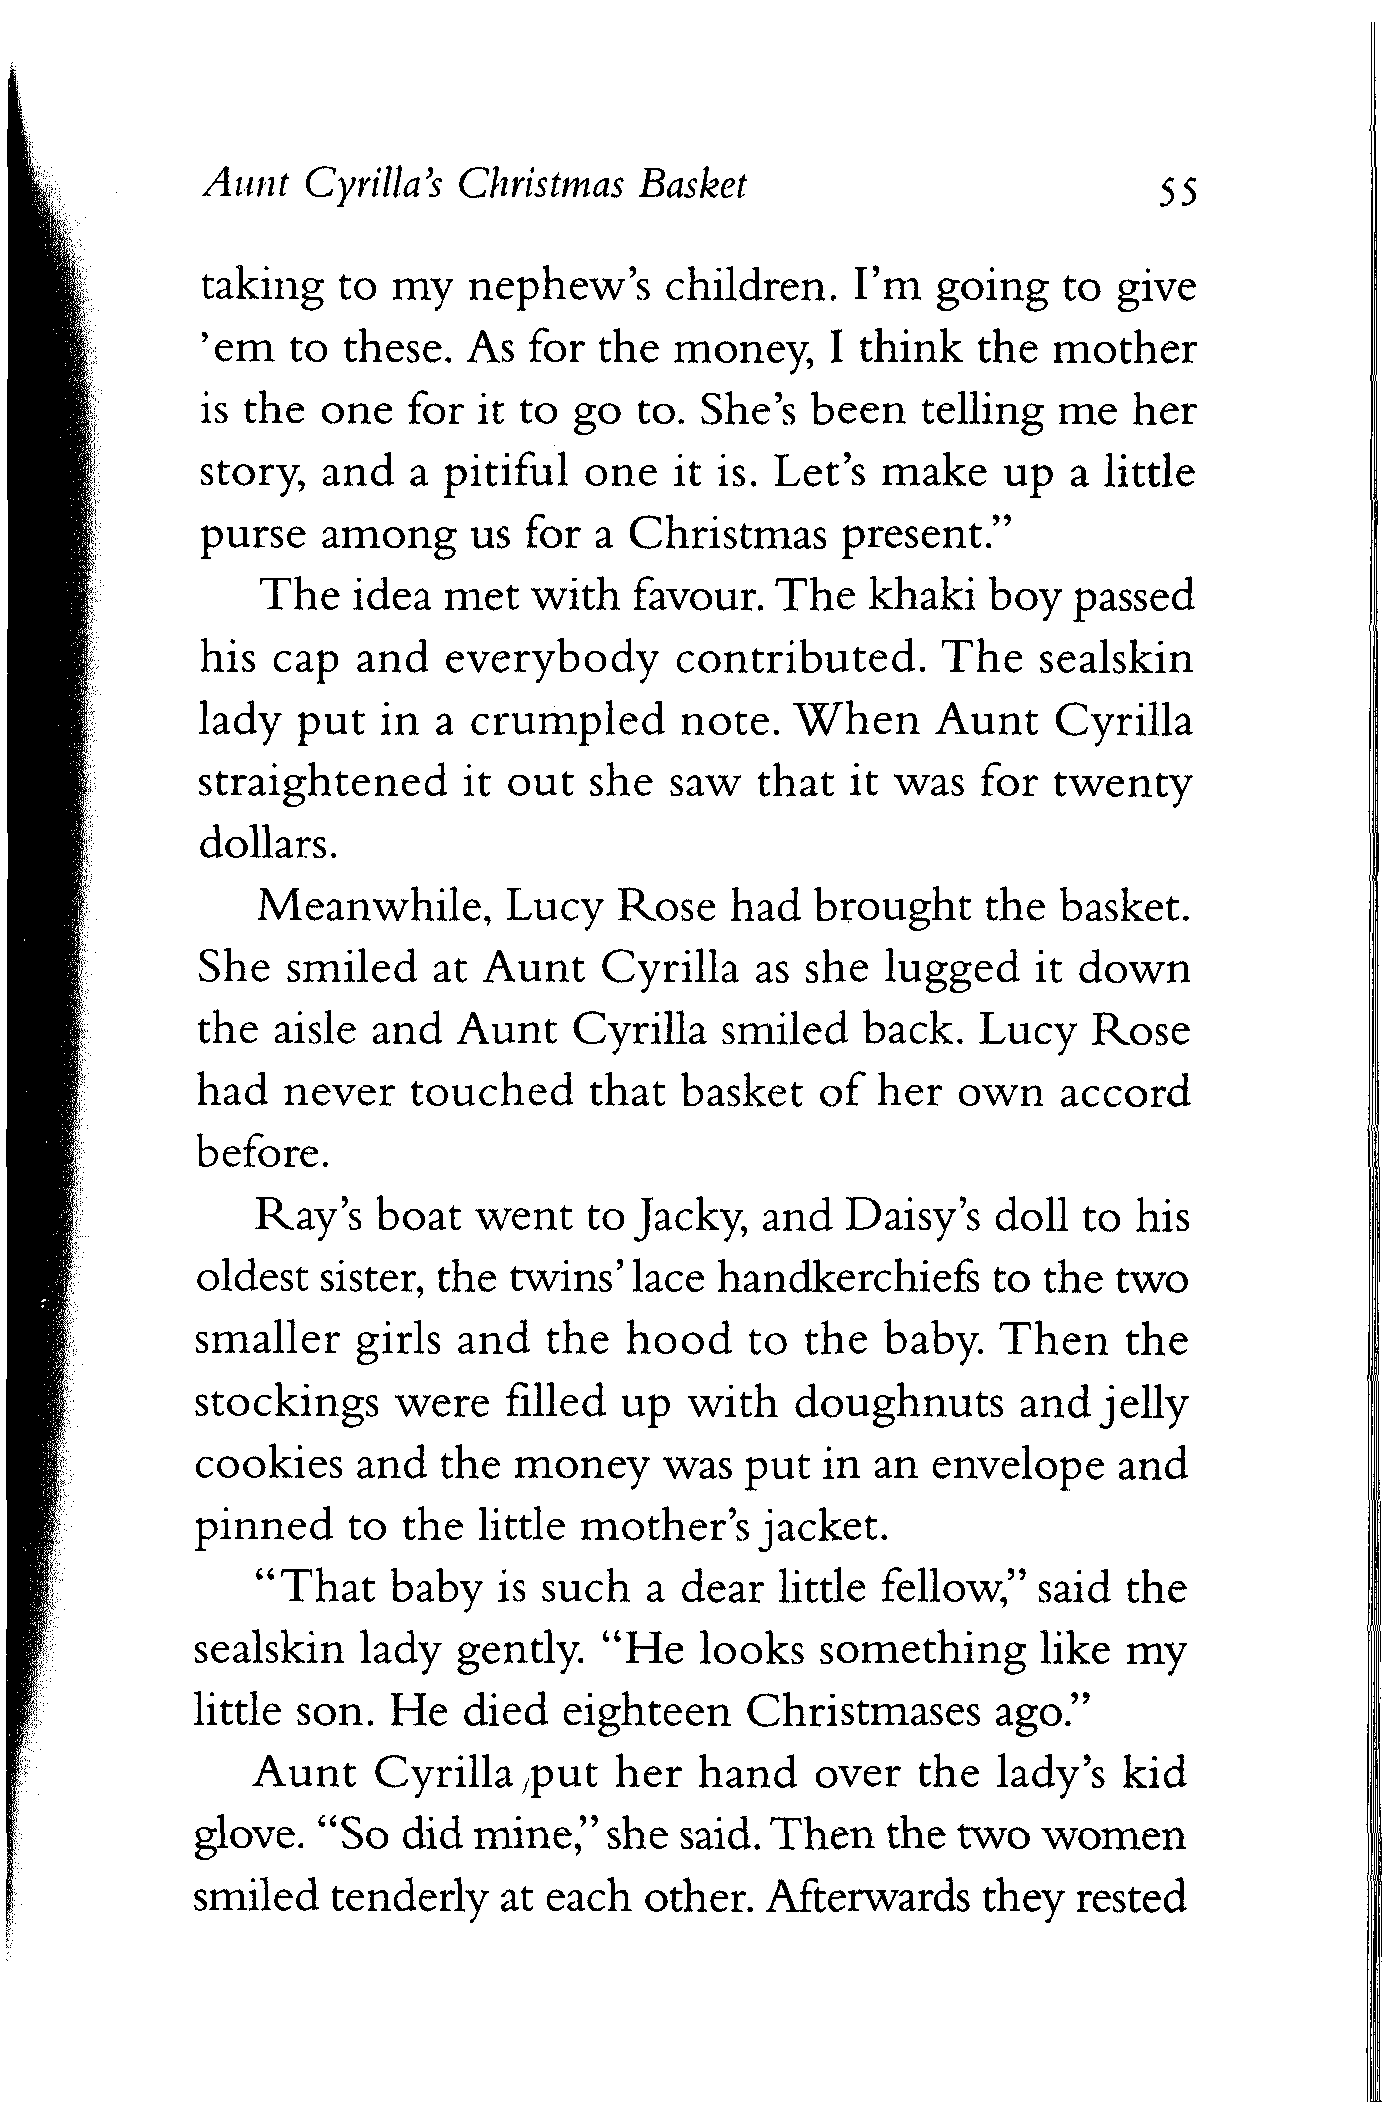 Aunt Cyrilla's Christmas Basket 55
taking to my nephew's children. I'm going to give
'em to these. As for the money, I think the mother
is the one for it to go to. She's been telling me her
story, and a pitiful one it is. Let's make up a little
purse among us for a Christmas present.”
The idea met with favour. The khaki boy passed
his cap and everybody contributed. The sealskin
lady put in a crumpled note. When Aunt Cyrilla
straightened it out she saw that it was for twenty
dollars.
Meanwhile, Lucy Rose had brought the basket.
She smiled at Aunt Cyrilla as she lugged it down
the aisle and Aunt Cyrilla smiled back. Lucy Rose
had never touched that basket of her own accord
before.
Ray's boat went to Jacky, and Daisy's doll to his
oldest sister, the twins' lace handkerchiefs to the two
smaller girls and the hood to the baby. Then the
stockings were filled up with doughnuts and jelly
cookies and the money was put in an envelope and
pinned to the little mother's jacket.
“That baby is such a dear little fellow,” said the
sealskin lady gently. “He looks something like my
little son. He died eighteen Christmases ago.”
Aunt Cyrilla put her hand over the lady's kid
glove. “So did mine,” she said. Then the two women
smiled tenderly at each other. Afterwards they rested